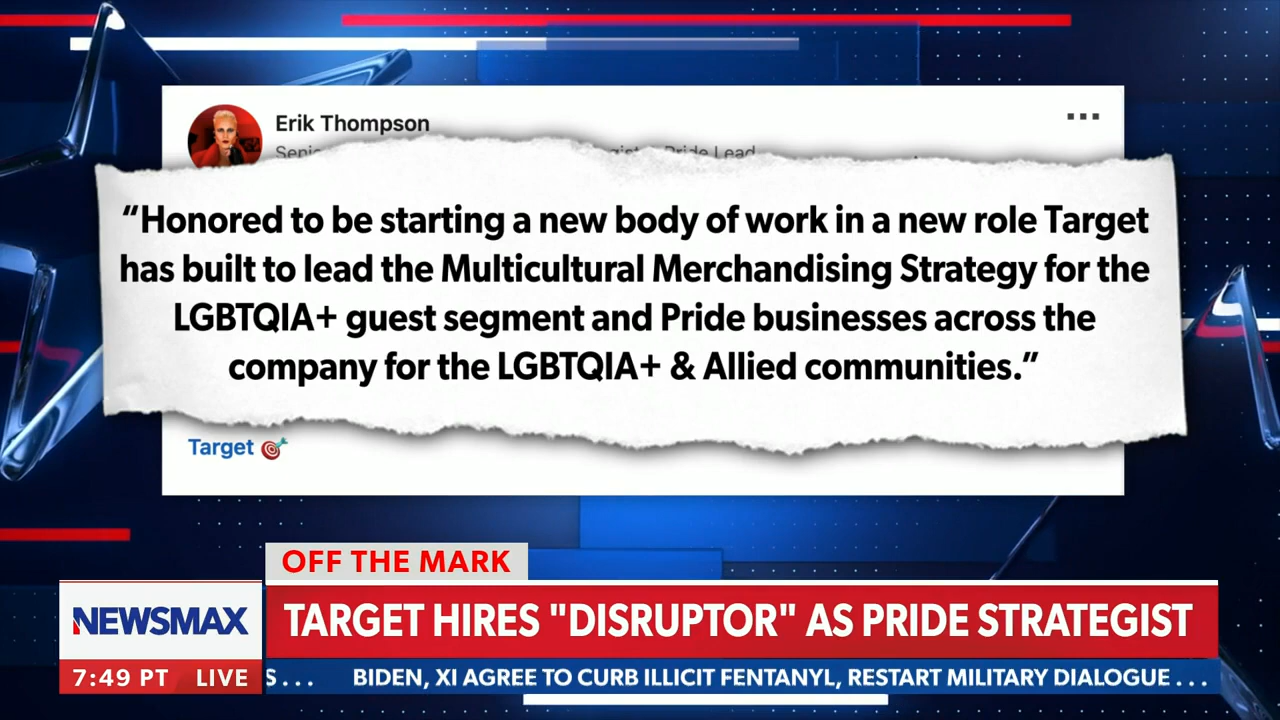 Erik Thompson
Pride Lead
“Honored to be starting a new body of work in a new role Target
has built to lead the Multicultural Merchandising Strategy for the
LGBTQIA+ guest segment and Pride businesses across the
company for the LGBTQIA+ & Allied communities.”
Target 🎯
OFF THE MARK
NEWSMAX
TARGET HIRES "DISRUPTOR" AS PRIDE STRATEGIST
7:49 PT LIVE
S... BIDEN, XI AGREE TO CURB ILLICIT FENTANYL, RESTART MILITARY DIALOGUE...